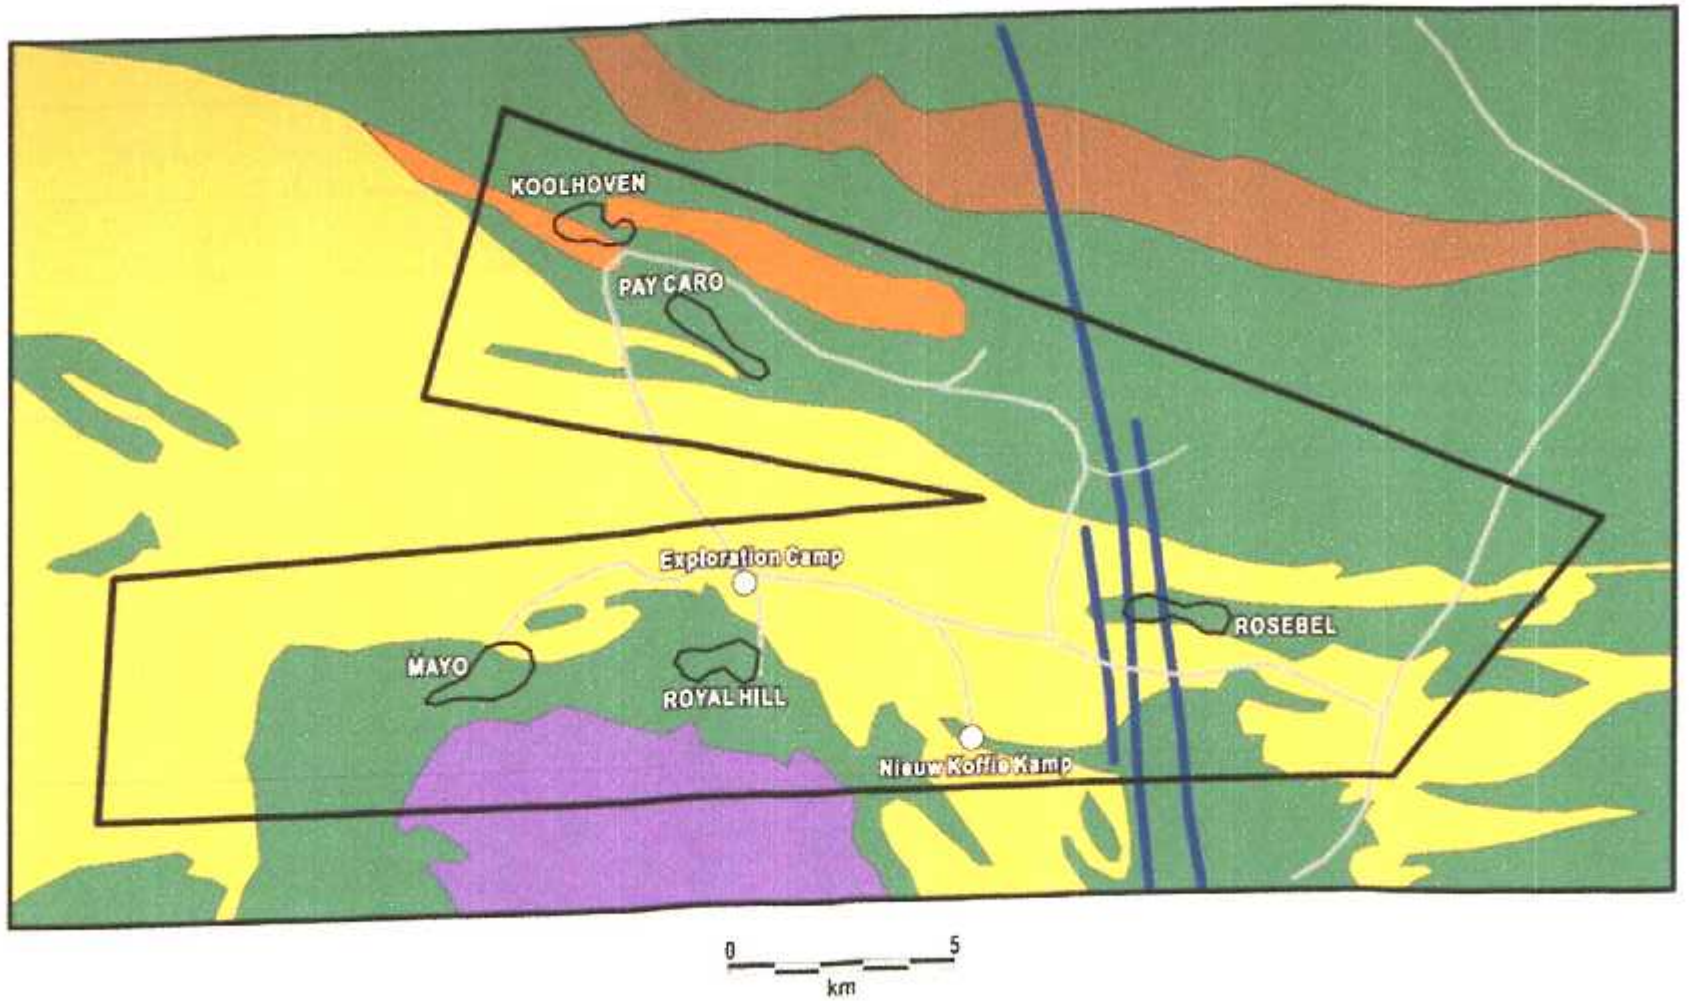 KOOLHOVEN
PAY CARO
Exploration Camp
ROSEBEL
MAYO
ROYAL HILL
Nieuw Koffie Kamp
0 5
km